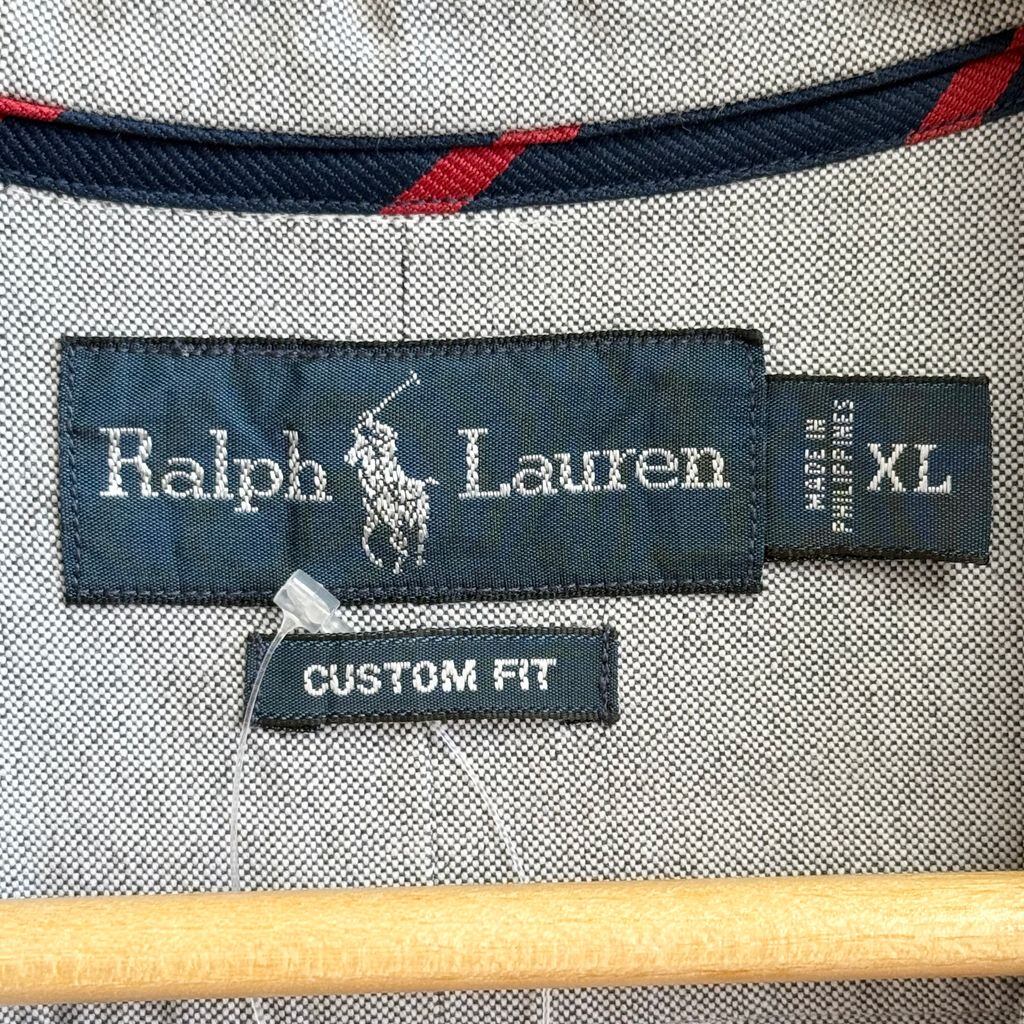 Ralph Lauren
MADE IN
PHILIPPINES
XL
CUSTOM FIT